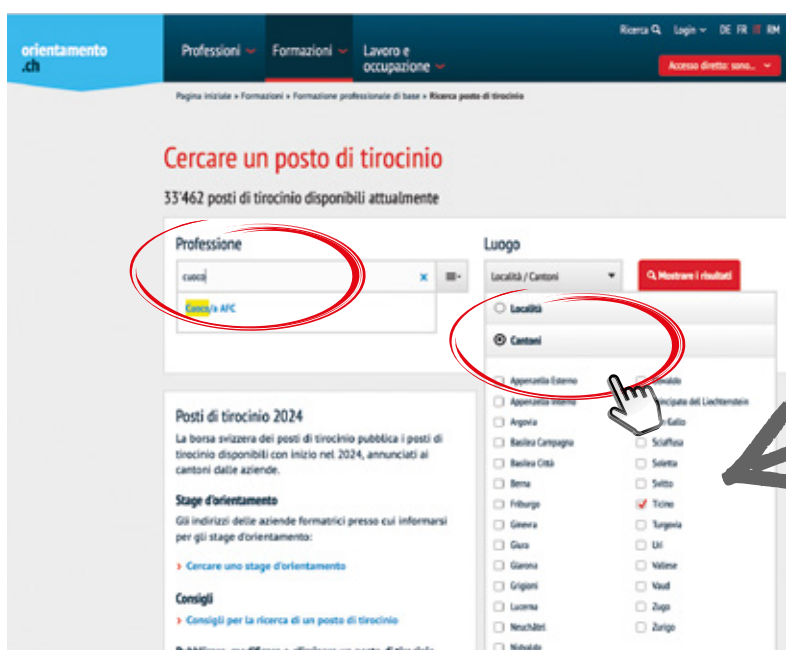 orientamento
.ch
Professioni
Formazioni
Lavoro e
occupazione
Ricerca
Login
DE FR IT RM
Accesso diretto: sono...
Pagina iniziale » Formazioni » Formazione professionale di base » Ricerca posto di tirocinio
Cercare un posto di tirocinio
33'462 posti di tirocinio disponibili attualmente
Professione
cuoco
x
Cuoco/a AFC
Luogo
Località / Cantoni
Mostrare i risultati
Località
Cantoni
Appenzello Esterno
Appenzello Interno
Argovia
Basilea Campagna
Basilea Città
Berna
Friburgo
Ginevra
Giura
Glarona
Grigioni
Lucerna
Neuchâtel
Nidvaldo
del Liechtenstein
Gallo
Sciaffusa
Soletta
Svitto
Ticino
Turgovia
Uri
Vallese
Vaud
Zugo
Zurigo
Posti di tirocinio 2024
La borsa svizzera dei posti di tirocinio pubblica i posti di
tirocinio disponibili con inizio nel 2024, annunciati ai
cantoni dalle aziende.
Stage d'orientamento
Gli indirizzi delle aziende formatrici presso cui informarsi
per gli stage d'orientamento:
› Cercare uno stage d'orientamento
Consigli
› Consigli per la ricerca di un posto di tirocinio
Pubblicare, modificare o eliminare un posto di tirocinio